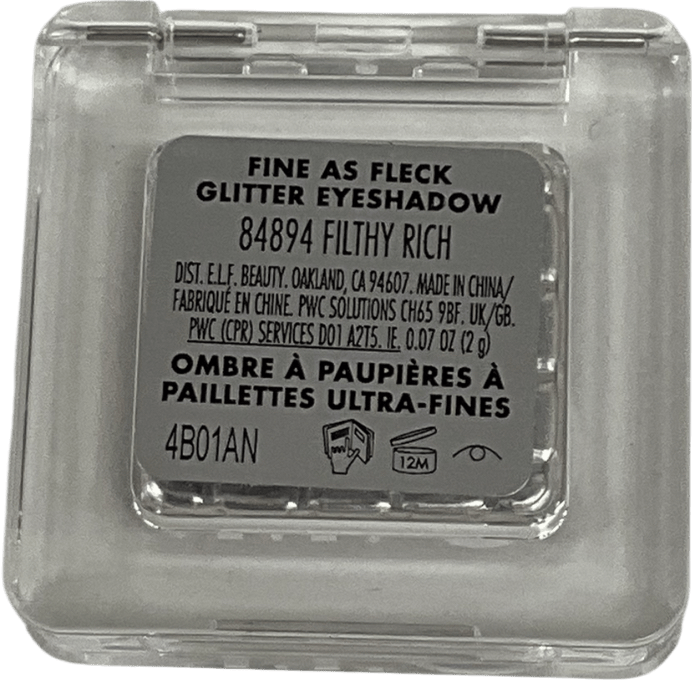 FINE AS FLECK
GLITTER EYESHADOW
84894 FILTHY RICH
DIST. E.L.F. BEAUTY. OAKLAND, CA 94607. MADE IN CHINA/
FABRIQUÉ EN CHINE. PWC SOLUTIONS CH65 9BF. UK/GB.
PWC (CPR) SERVICES D01 A2T5. IE. 0.07 OZ (2 g)
OMBRE À PAUPIÈRES À
PAILLETTES ULTRA-FINES
4B01AN 12M